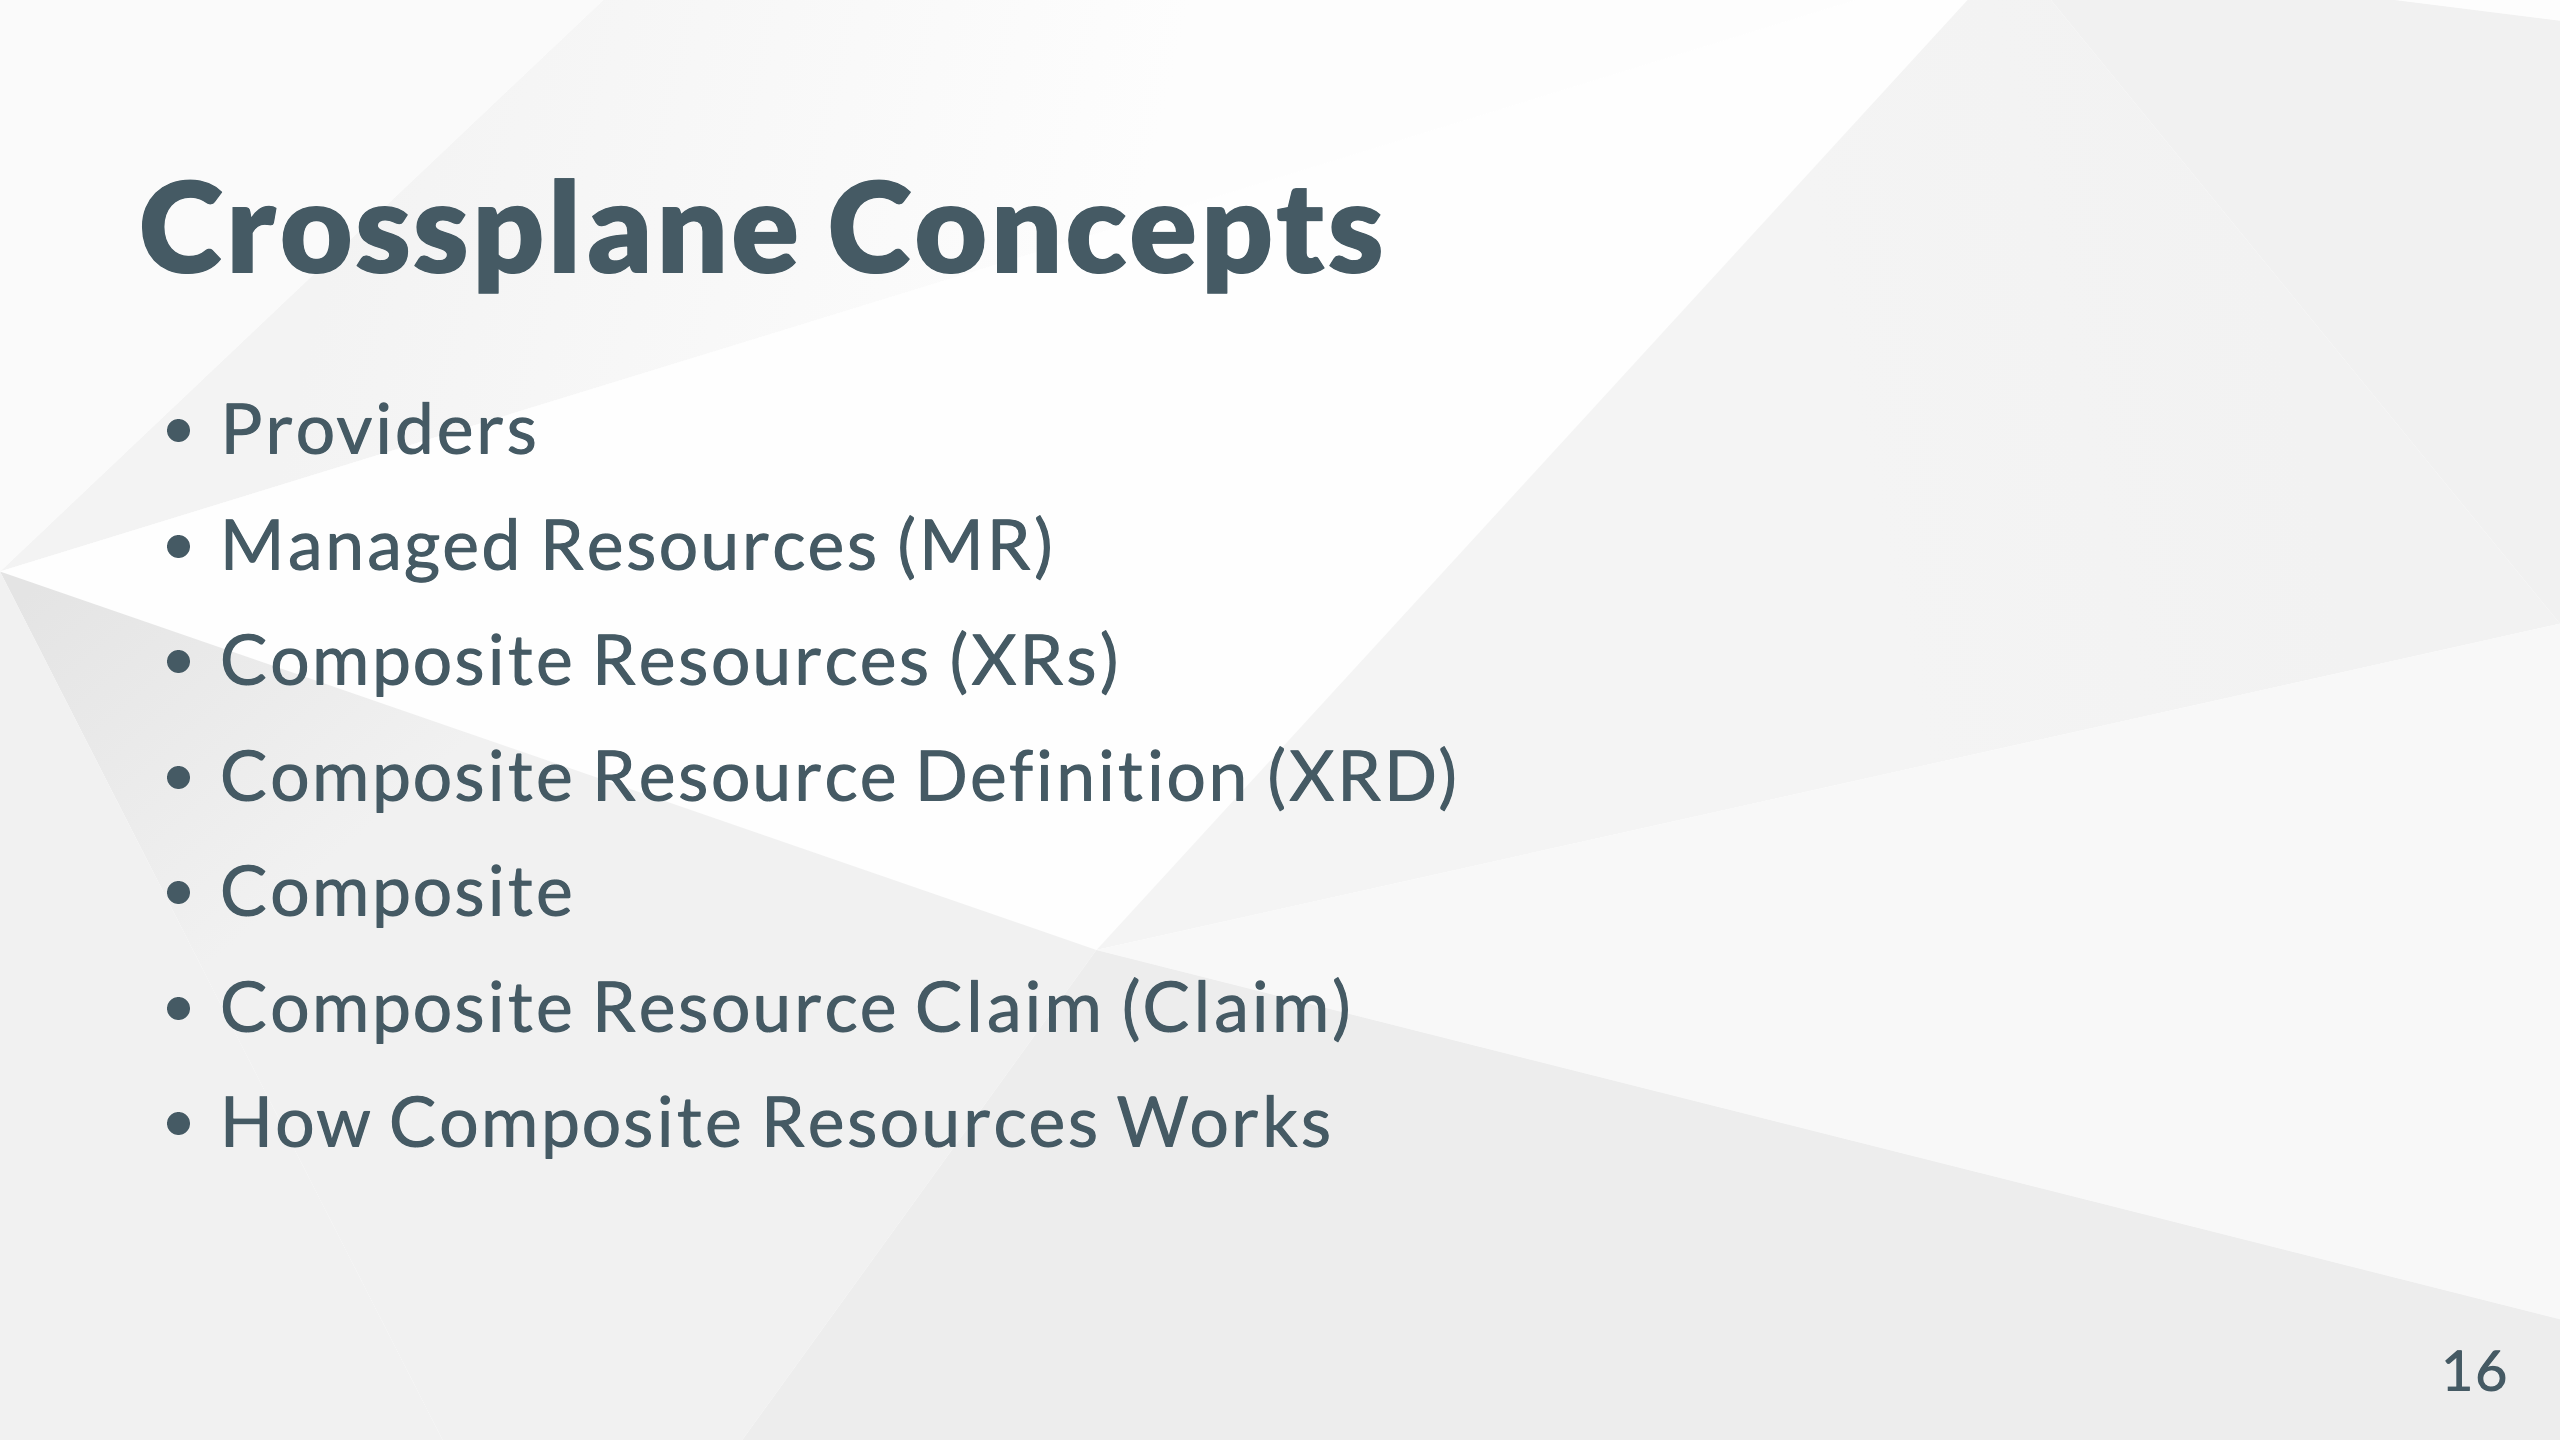 Crossplane Concepts
• Providers
• Managed Resources (MR)
• Composite Resources (XRs)
• Composite Resource Definition (XRD)
• Composite
• Composite Resource Claim (Claim)
• How Composite Resources Works
16